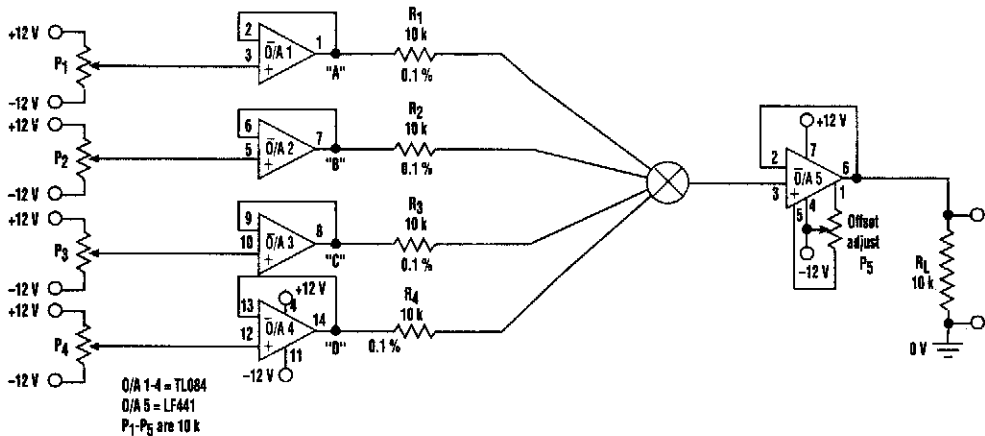 +12 V
P1
−12 V
2
3
O/A 1
+
1
"A"
R1
10 k
0.1 %
+12 V
P2
−12 V
6
5
O/A 2
+
7
"B"
R2
10 k
0.1 %
+12 V
P3
−12 V
9
10
O/A 3
+
8
"C"
R3
10 k
0.1 %
+12 V
P4
−12 V
13
12
O/A 4
+
+12 V
4
14
11
−12 V
"D"
R4
10 k
0.1 %
+12 V
7
2
3
O/A 5
+
6
5
4
1
−12 V
Offset
adjust
P5
RL
10 k
0 V
O/A 1-4 = TL084
O/A 5 = LF441
P1-P5 are 10 k